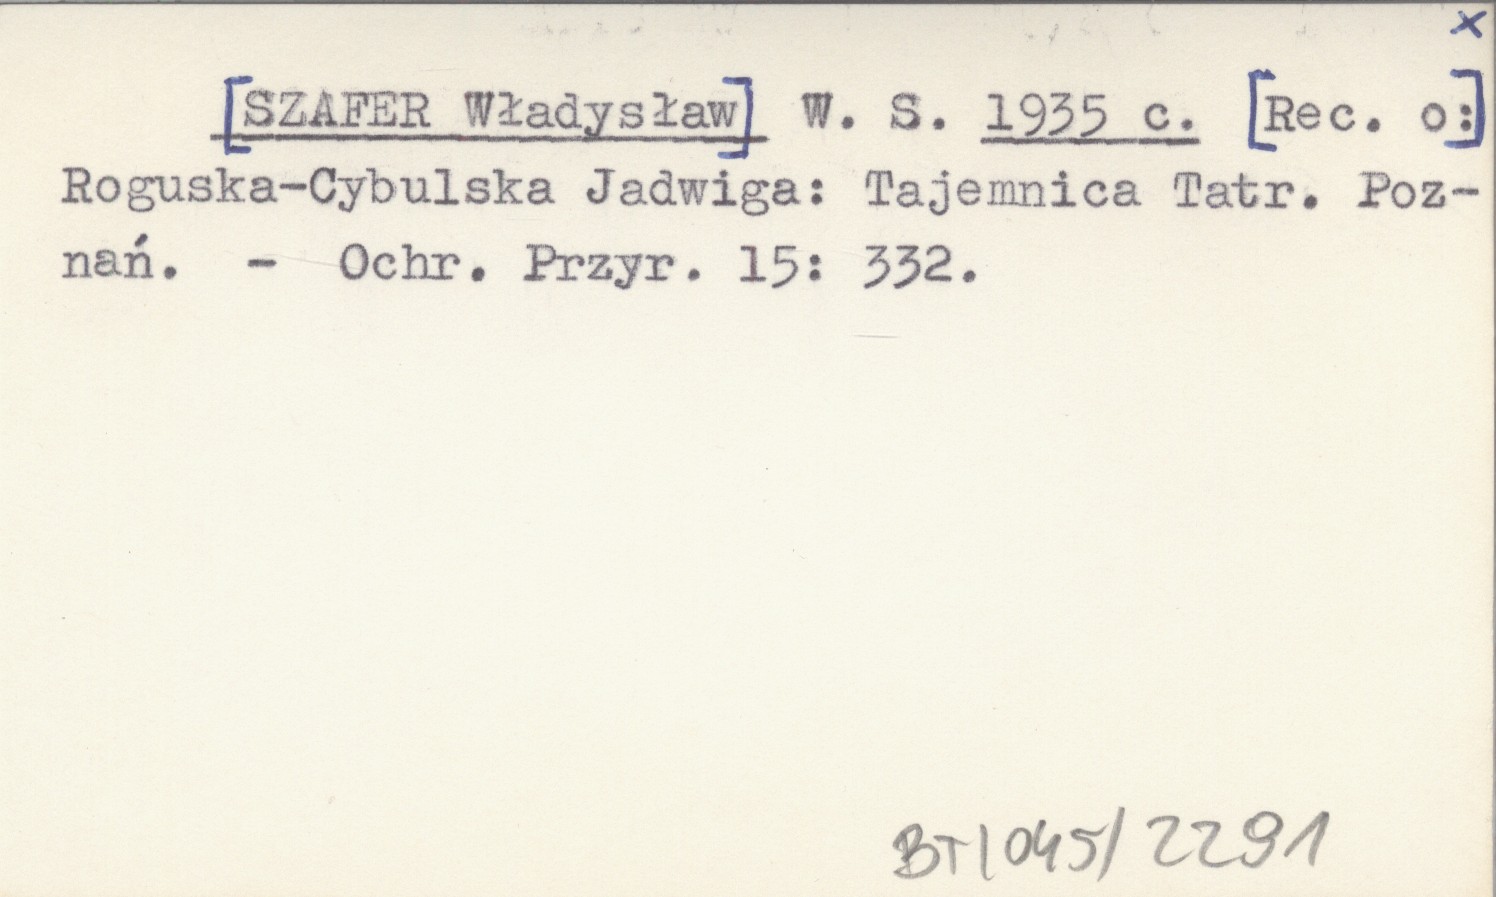 x
[SZAFER Władysław] W. S. 1935 c. [Rec. o:]
Roguska-Cybulska Jadwiga: Tajemnica Tatr. Poz-
nań. - Ochr. Przyr. 15: 332.
BT/045/2291